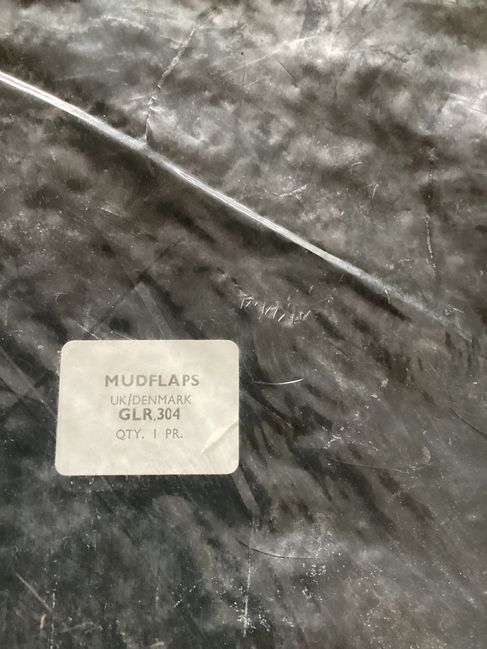 MUDFLAPS
UK/DENMARK
GLR.304
QTY. 1 PR.